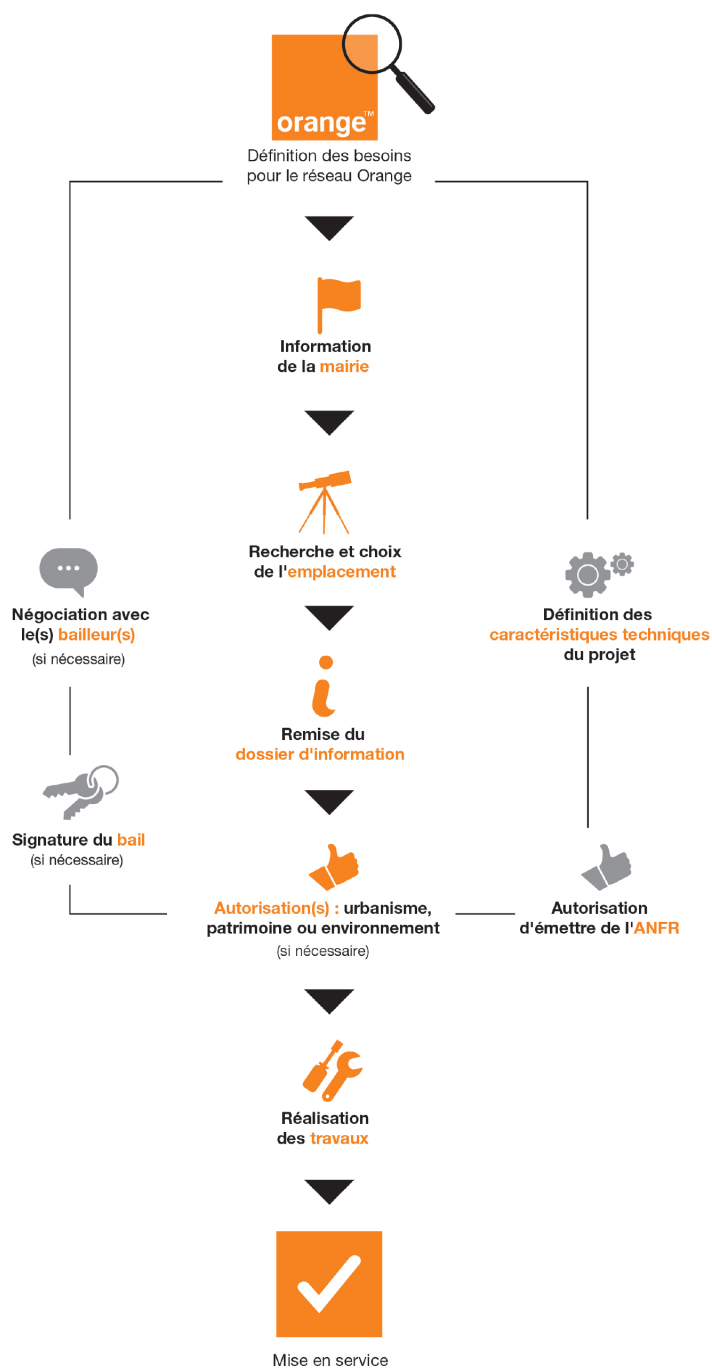 orange™
Définition des besoins
pour le réseau Orange
Information
de la mairie
Recherche et choix
de l'emplacement
Négociation avec
le(s) bailleur(s)
(si nécessaire)
Définition des
caractéristiques techniques
du projet
Remise du
dossier d'information
Signature du bail
(si nécessaire)
Autorisation(s) : urbanisme,
patrimoine ou environnement
(si nécessaire)
Autorisation
d'émettre de l'ANFR
Réalisation
des travaux
Mise en service